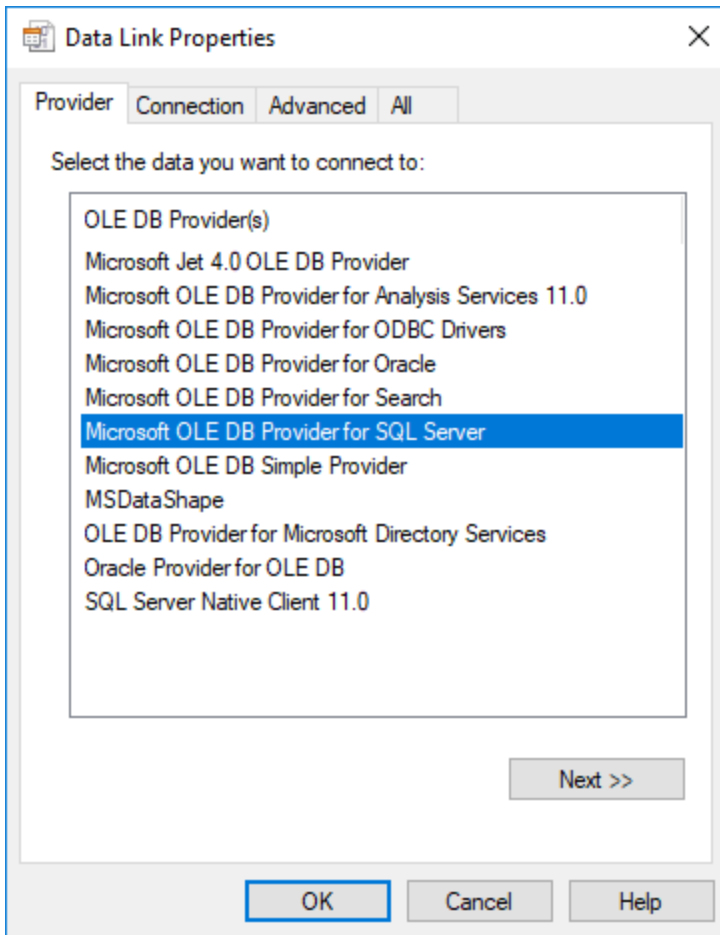 Data Link Properties
Provider Connection Advanced All
Select the data you want to connect to:
OLE DB Provider(s)
Microsoft Jet 4.0 OLE DB Provider
Microsoft OLE DB Provider for Analysis Services 11.0
Microsoft OLE DB Provider for ODBC Drivers
Microsoft OLE DB Provider for Oracle
Microsoft OLE DB Provider for Search
Microsoft OLE DB Provider for SQL Server
Microsoft OLE DB Simple Provider
MSDataShape
OLE DB Provider for Microsoft Directory Services
Oracle Provider for OLE DB
SQL Server Native Client 11.0
Next >>
OK Cancel Help